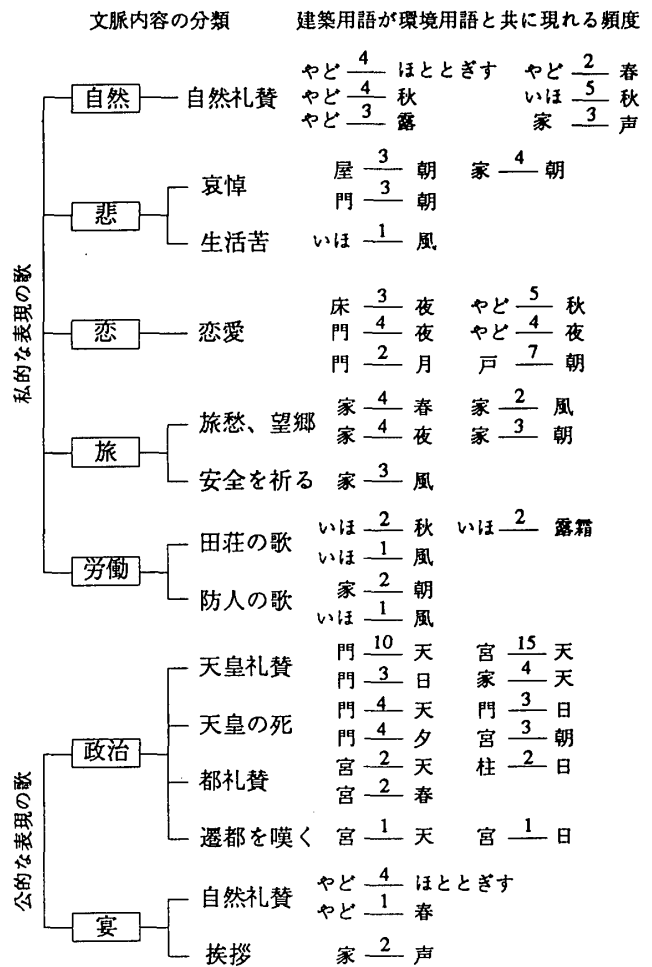 文脈内容の分類 建築用語が環境用語と共に現れる頻度
私的な表現の歌
自然 自然礼賛
やど 4 ほととぎす やど 2 春
やど 4 秋 いほ 5 秋
やど 3 露 家 3 声
悲
哀悼
屋 3 朝 家 4 朝
門 3 朝
生活苦 いほ 1 風
恋 恋愛
床 3 夜 やど 5 秋
門 4 夜 やど 4 夜
門 2 月 戸 7 朝
旅
旅愁、望郷
家 4 春 家 2 風
家 4 夜 家 3 朝
安全を祈る 家 3 風
労働
田荘の歌
いほ 2 秋 いほ 2 露霜
いほ 1 風
防人の歌
家 2 朝
いほ 1 風
公的な表現の歌
政治
天皇礼賛
門 10 天 宮 15 天
門 3 日 家 4 天
天皇の死
門 4 天 門 3 日
門 4 夕 宮 3 朝
都礼賛
宮 2 天 柱 2 日
宮 2 春
遷都を嘆く 宮 1 天 宮 1 日
宴
自然礼賛
やど 4 ほととぎす
やど 1 春
挨拶 家 2 声